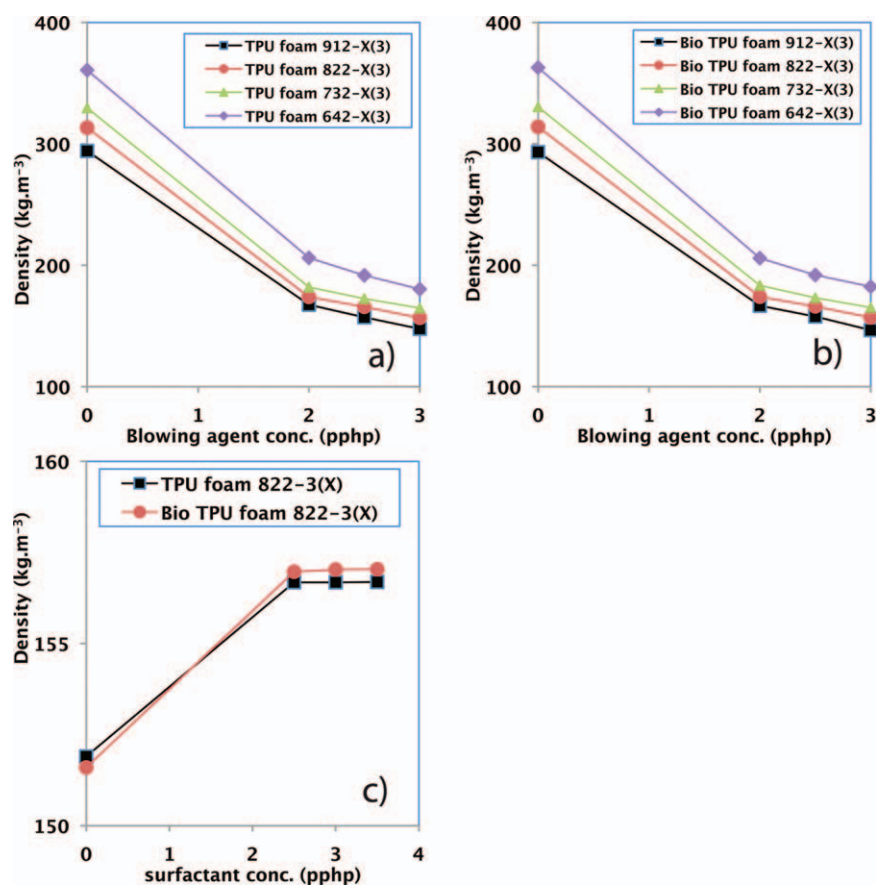 400
300
200
100
Density (kg.m⁻³)
TPU foam 912-X(3)
TPU foam 822-X(3)
TPU foam 732-X(3)
TPU foam 642-X(3)
a)
0 1 2 3
Blowing agent conc. (pphp)
400
300
200
100
Density (kg.m⁻³)
Bio TPU foam 912-X(3)
Bio TPU foam 822-X(3)
Bio TPU foam 732-X(3)
Bio TPU foam 642-X(3)
b)
0 1 2 3
Blowing agent conc. (pphp)
160
155
150
Density (kg.m⁻³)
TPU foam 822-3(X)
Bio TPU foam 822-3(X)
c)
0 1 2 3 4
surfactant conc. (pphp)